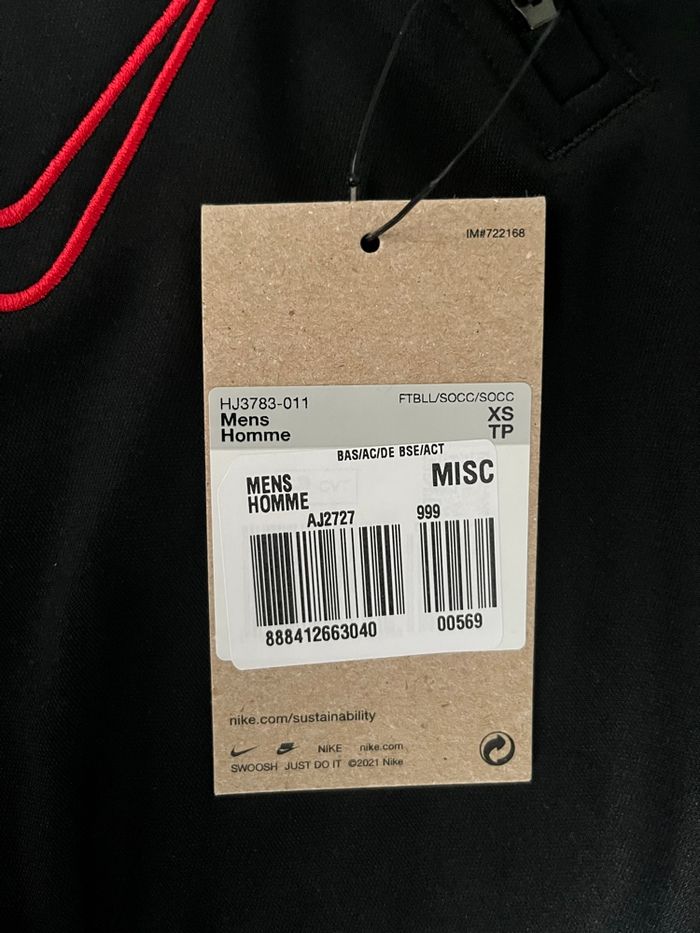 IM#722168
HJ3783-011
FTBLL/SOCC/SOCC
Mens
XS
Homme
TP
BAS/AC/DE BSE/ACT
MENS
MISC
HOMME
AJ2727
999
888412663040
00569
nike.com/sustainability
NIKE nike.com
SWOOSH JUST DO IT ©2021 Nike